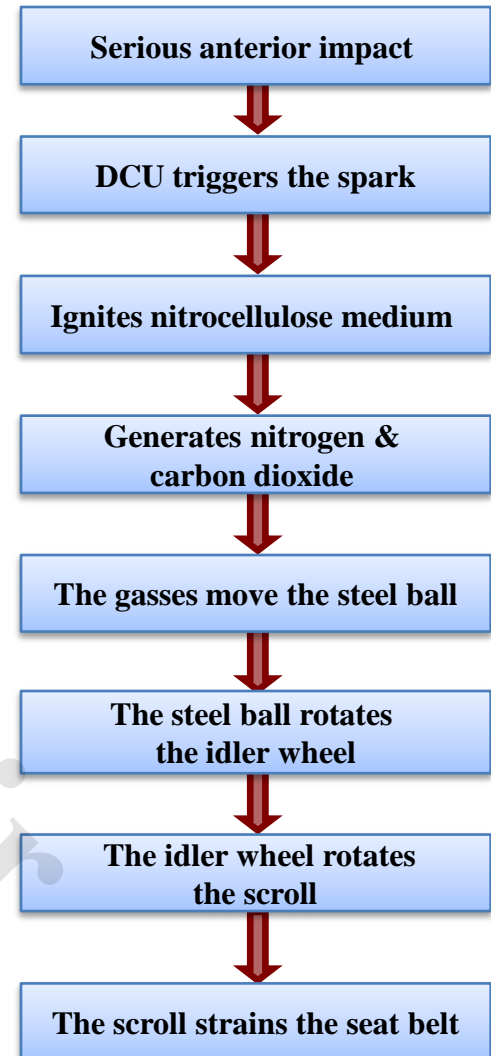 Serious anterior impact
DCU triggers the spark
Ignites nitrocellulose medium
Generates nitrogen &
carbon dioxide
The gasses move the steel ball
The steel ball rotates
the idler wheel
The idler wheel rotates
the scroll
The scroll strains the seat belt